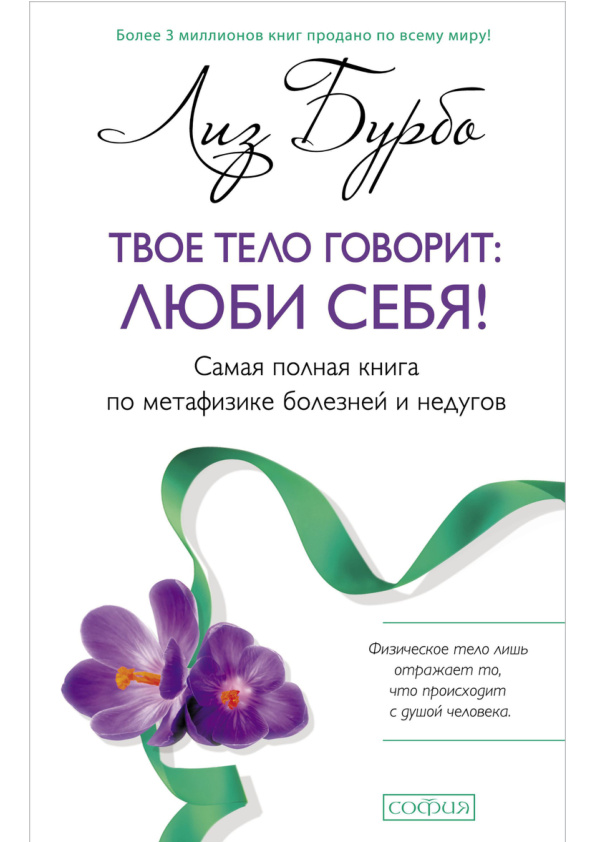 Более 3 миллионов книг продано по всему миру!
Лиз Бурбо
ТВОЕ ТЕЛО ГОВОРИТ:
ЛЮБИ СЕБЯ!
Самая полная книга
по метафизике болезней и недугов
Физическое тело лишь
отражает то,
что происходит
с душой человека.
СОФИЯ